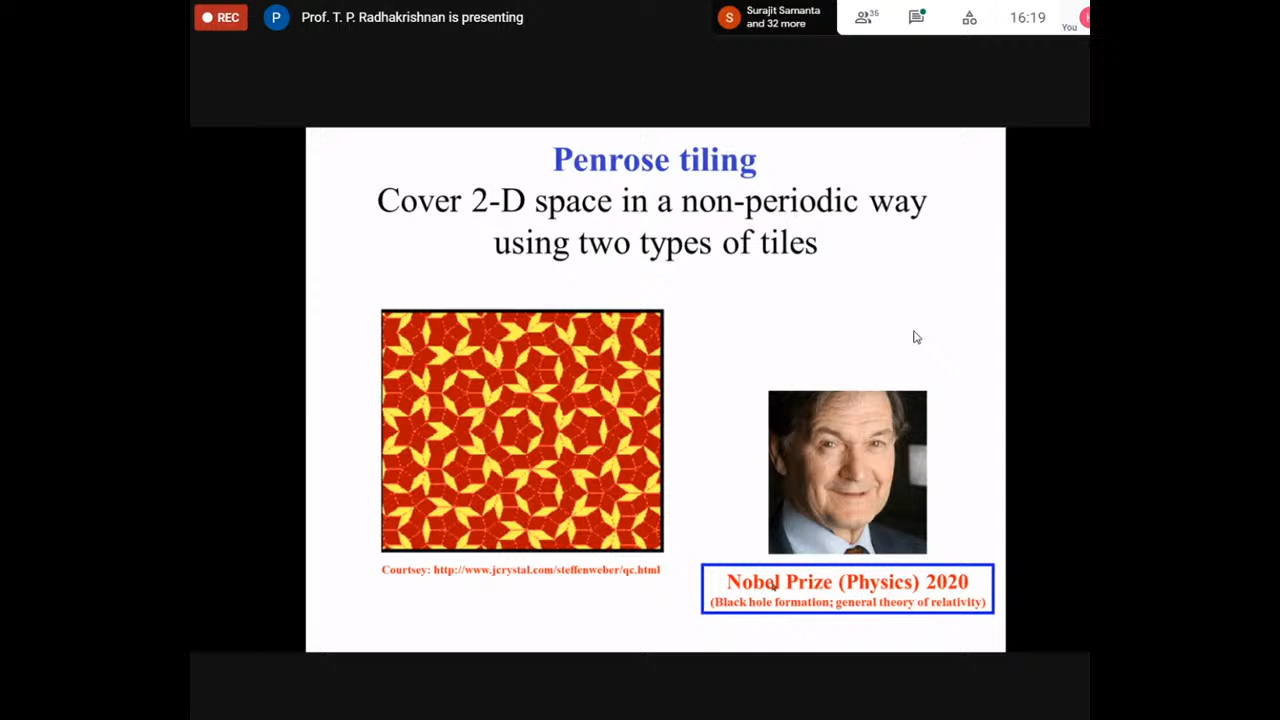 REC
P
Prof. T. P. Radhakrishnan is presenting
S
Surajit Samanta
and 32 more
35
16:19
You
Penrose tiling
Cover 2-D space in a non-periodic way
using two types of tiles
Courtsey: http://www.jcrystal.com/steffenweber/qc.html
Nobel Prize (Physics) 2020
(Black hole formation; general theory of relativity)